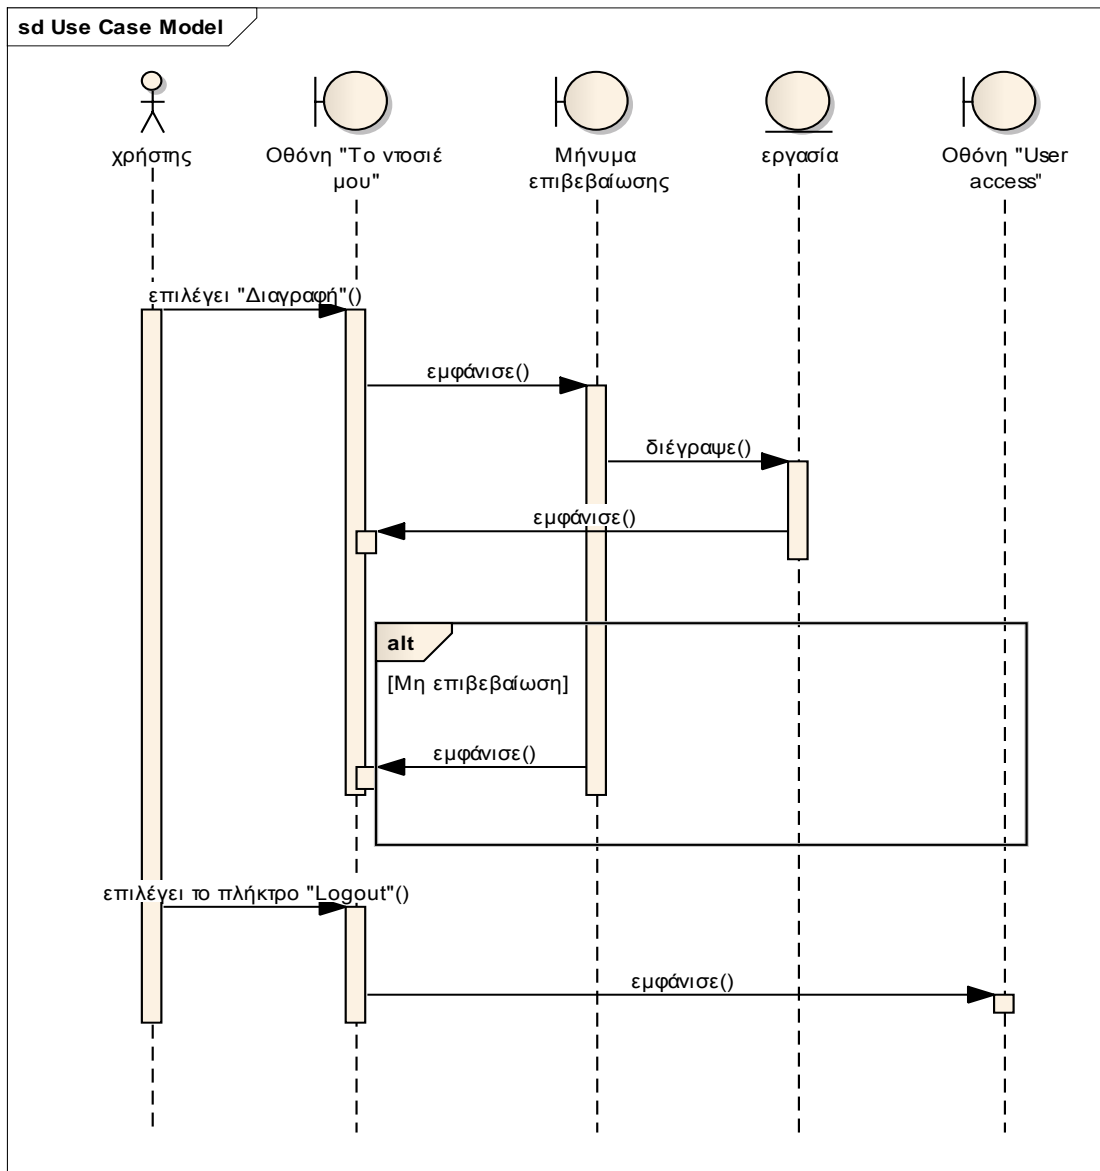 sd Use Case Model
χρήστης
Οθόνη "Το ντοσιέ
μου"
Μήνυμα
επιβεβαίωσης
εργασία
Οθόνη "User
access"
επιλέγει "Διαγραφή"()
εμφάνισε()
διέγραψε()
εμφάνισε()
alt
[Μη επιβεβαίωση]
εμφάνισε()
επιλέγει το πλήκτρο "Logout"()
εμφάνισε()